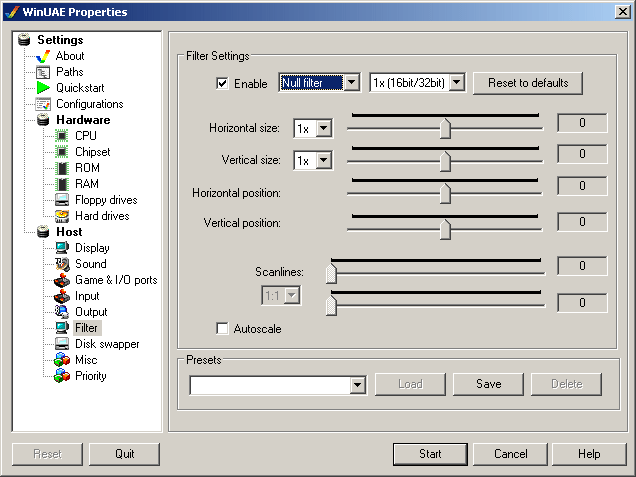 WinUAE Properties
Settings
About
Paths
Quickstart
Configurations
Hardware
CPU
Chipset
ROM
RAM
Floppy drives
Hard drives
Host
Display
Sound
Game & I/O ports
Input
Output
Filter
Disk swapper
Misc
Priority
Filter Settings
Enable Null filter 1x (16bit/32bit) Reset to defaults
Horizontal size: 1x 0
Vertical size: 1x 0
Horizontal position: 0
Vertical position: 0
Scanlines: 0
1:1 0
Autoscale
Presets
Load Save Delete
Reset Quit Start Cancel Help